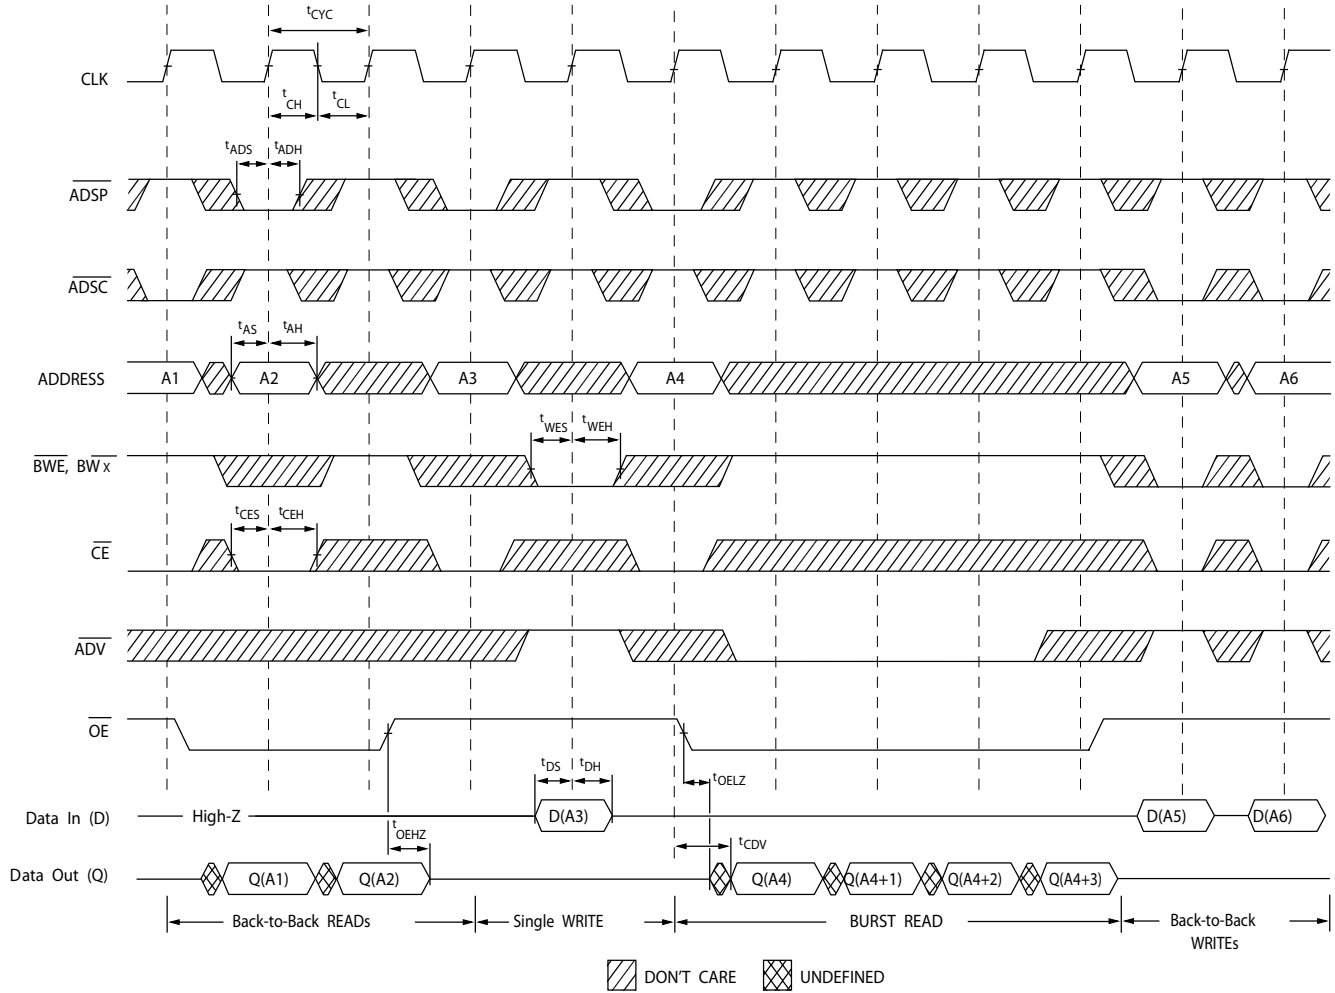 tCYC
CLK
tCH
tCL
tADS
tADH
ADSP
ADSC
tAS
tAH
ADDRESS
A1
A2
A3
A4
A5
A6
tWES
tWEH
BWE, BW x
tCES
tCEH
CE
ADV
OE
tDS
tDH
tOELZ
Data In (D)
High-Z
D(A3)
D(A5)
D(A6)
tOEHZ
tCDV
Data Out (Q)
Q(A1)
Q(A2)
Q(A4)
Q(A4+1)
Q(A4+2)
Q(A4+3)
Back-to-Back READs
Single WRITE
BURST READ
Back-to-Back
WRITEs
DON'T CARE
UNDEFINED